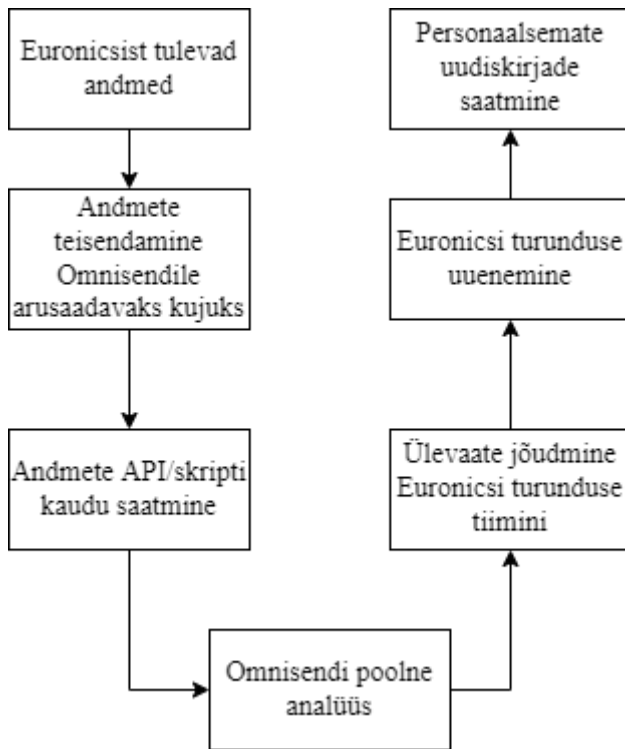 Euronicsist tulevad
andmed
Andmete
teisendamine
Omnisendile
arusaadavaks kujuks
Andmete API/skripti
kaudu saatmine
Omnisendi poolne
analüüs
Ülevaate jõudmine
Euronicsi turunduse
tiimini
Euronicsi turunduse
uuenemine
Personaalsemate
uudiskirjade
saatmine